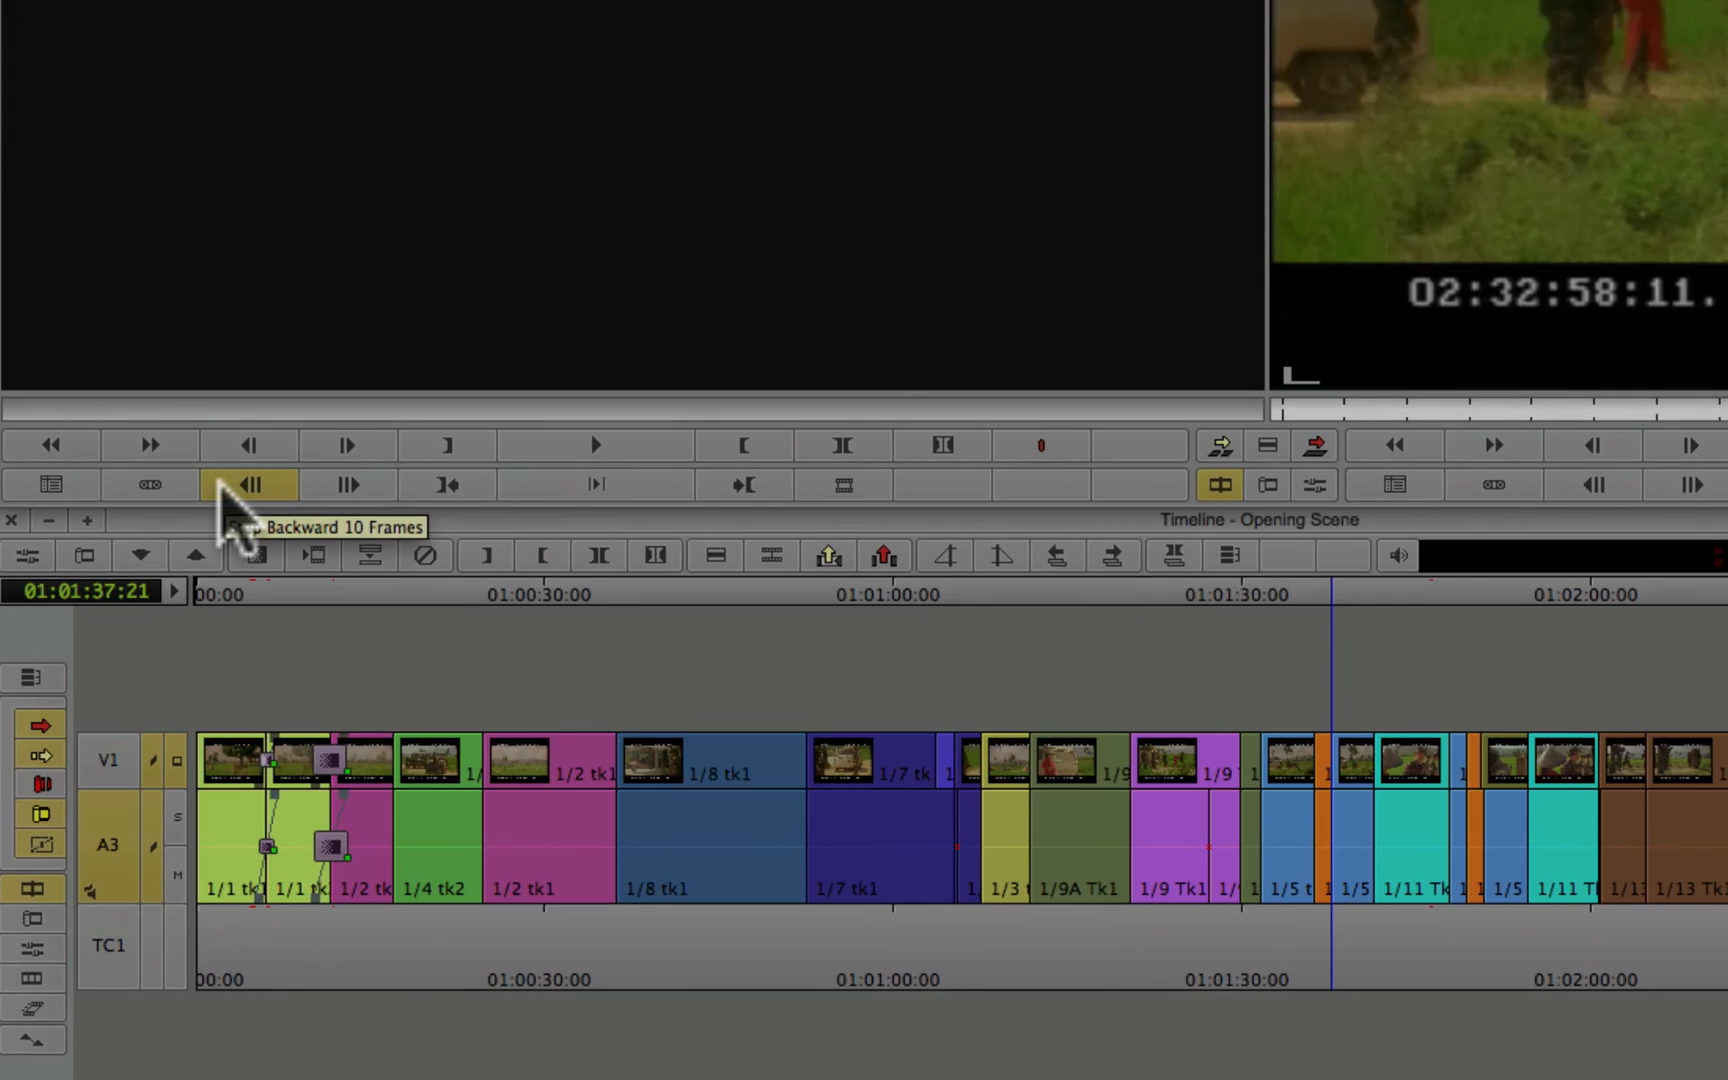 02:32:58:11.
Step Backward 10 Frames
Timeline - Opening Scene
01:01:37:21
00:00 01:00:30:00 01:01:00:00 01:01:30:00 01:02:00:00
V1
1/2 tk1 1/8 tk1 1/7 tk 1/9 1/9
A3 S
M
1/1 tk1 1/1 tk 1/2 tk 1/4 tk2 1/2 tk1 1/8 tk1 1/7 tk1 1/3 t 1/9A Tk1 1/9 Tk1 1/5 t 1/5 1/11 Tk 1/5 1/11 T 1/13 1/13 Tk
TC1
00:00 01:00:30:00 01:01:00:00 01:01:30:00 01:02:00:00